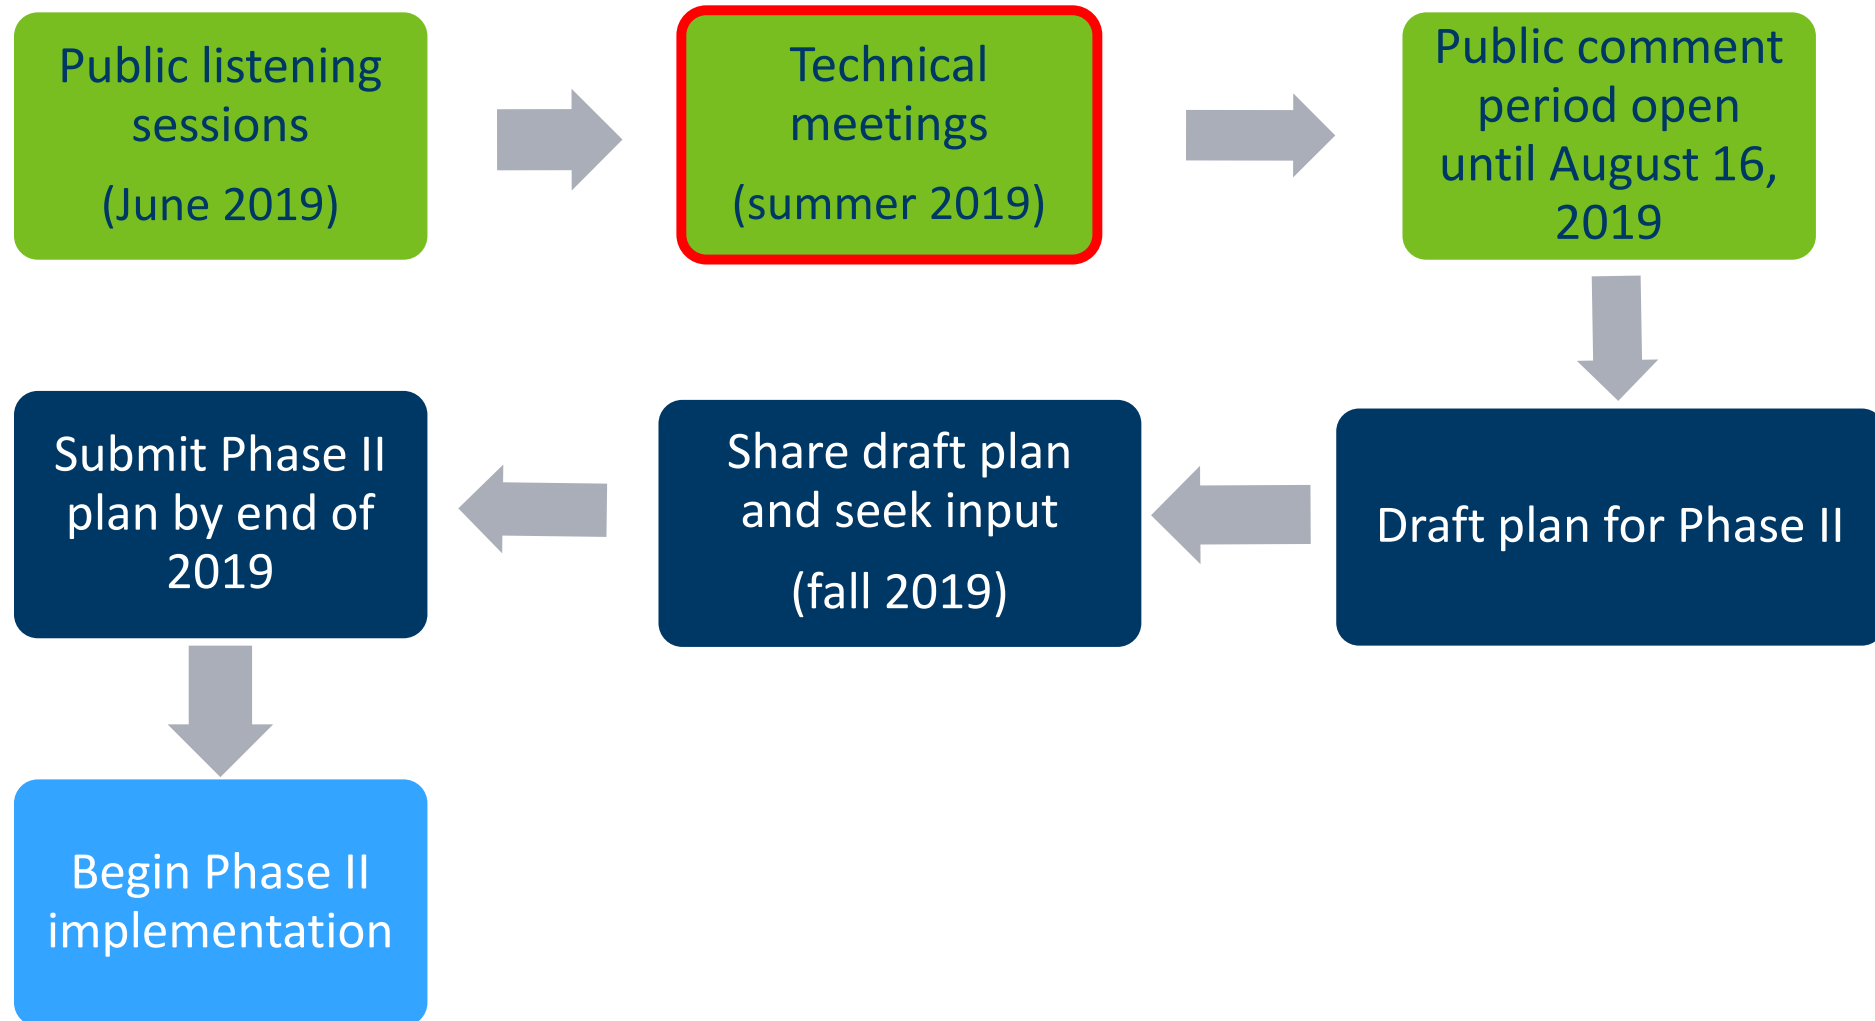 Public listening
sessions
(June 2019)
Technical
meetings
(summer 2019)
Public comment
period open
until August 16,
2019
Draft plan for Phase II
Share draft plan
and seek input
(fall 2019)
Submit Phase II
plan by end of
2019
Begin Phase II
implementation